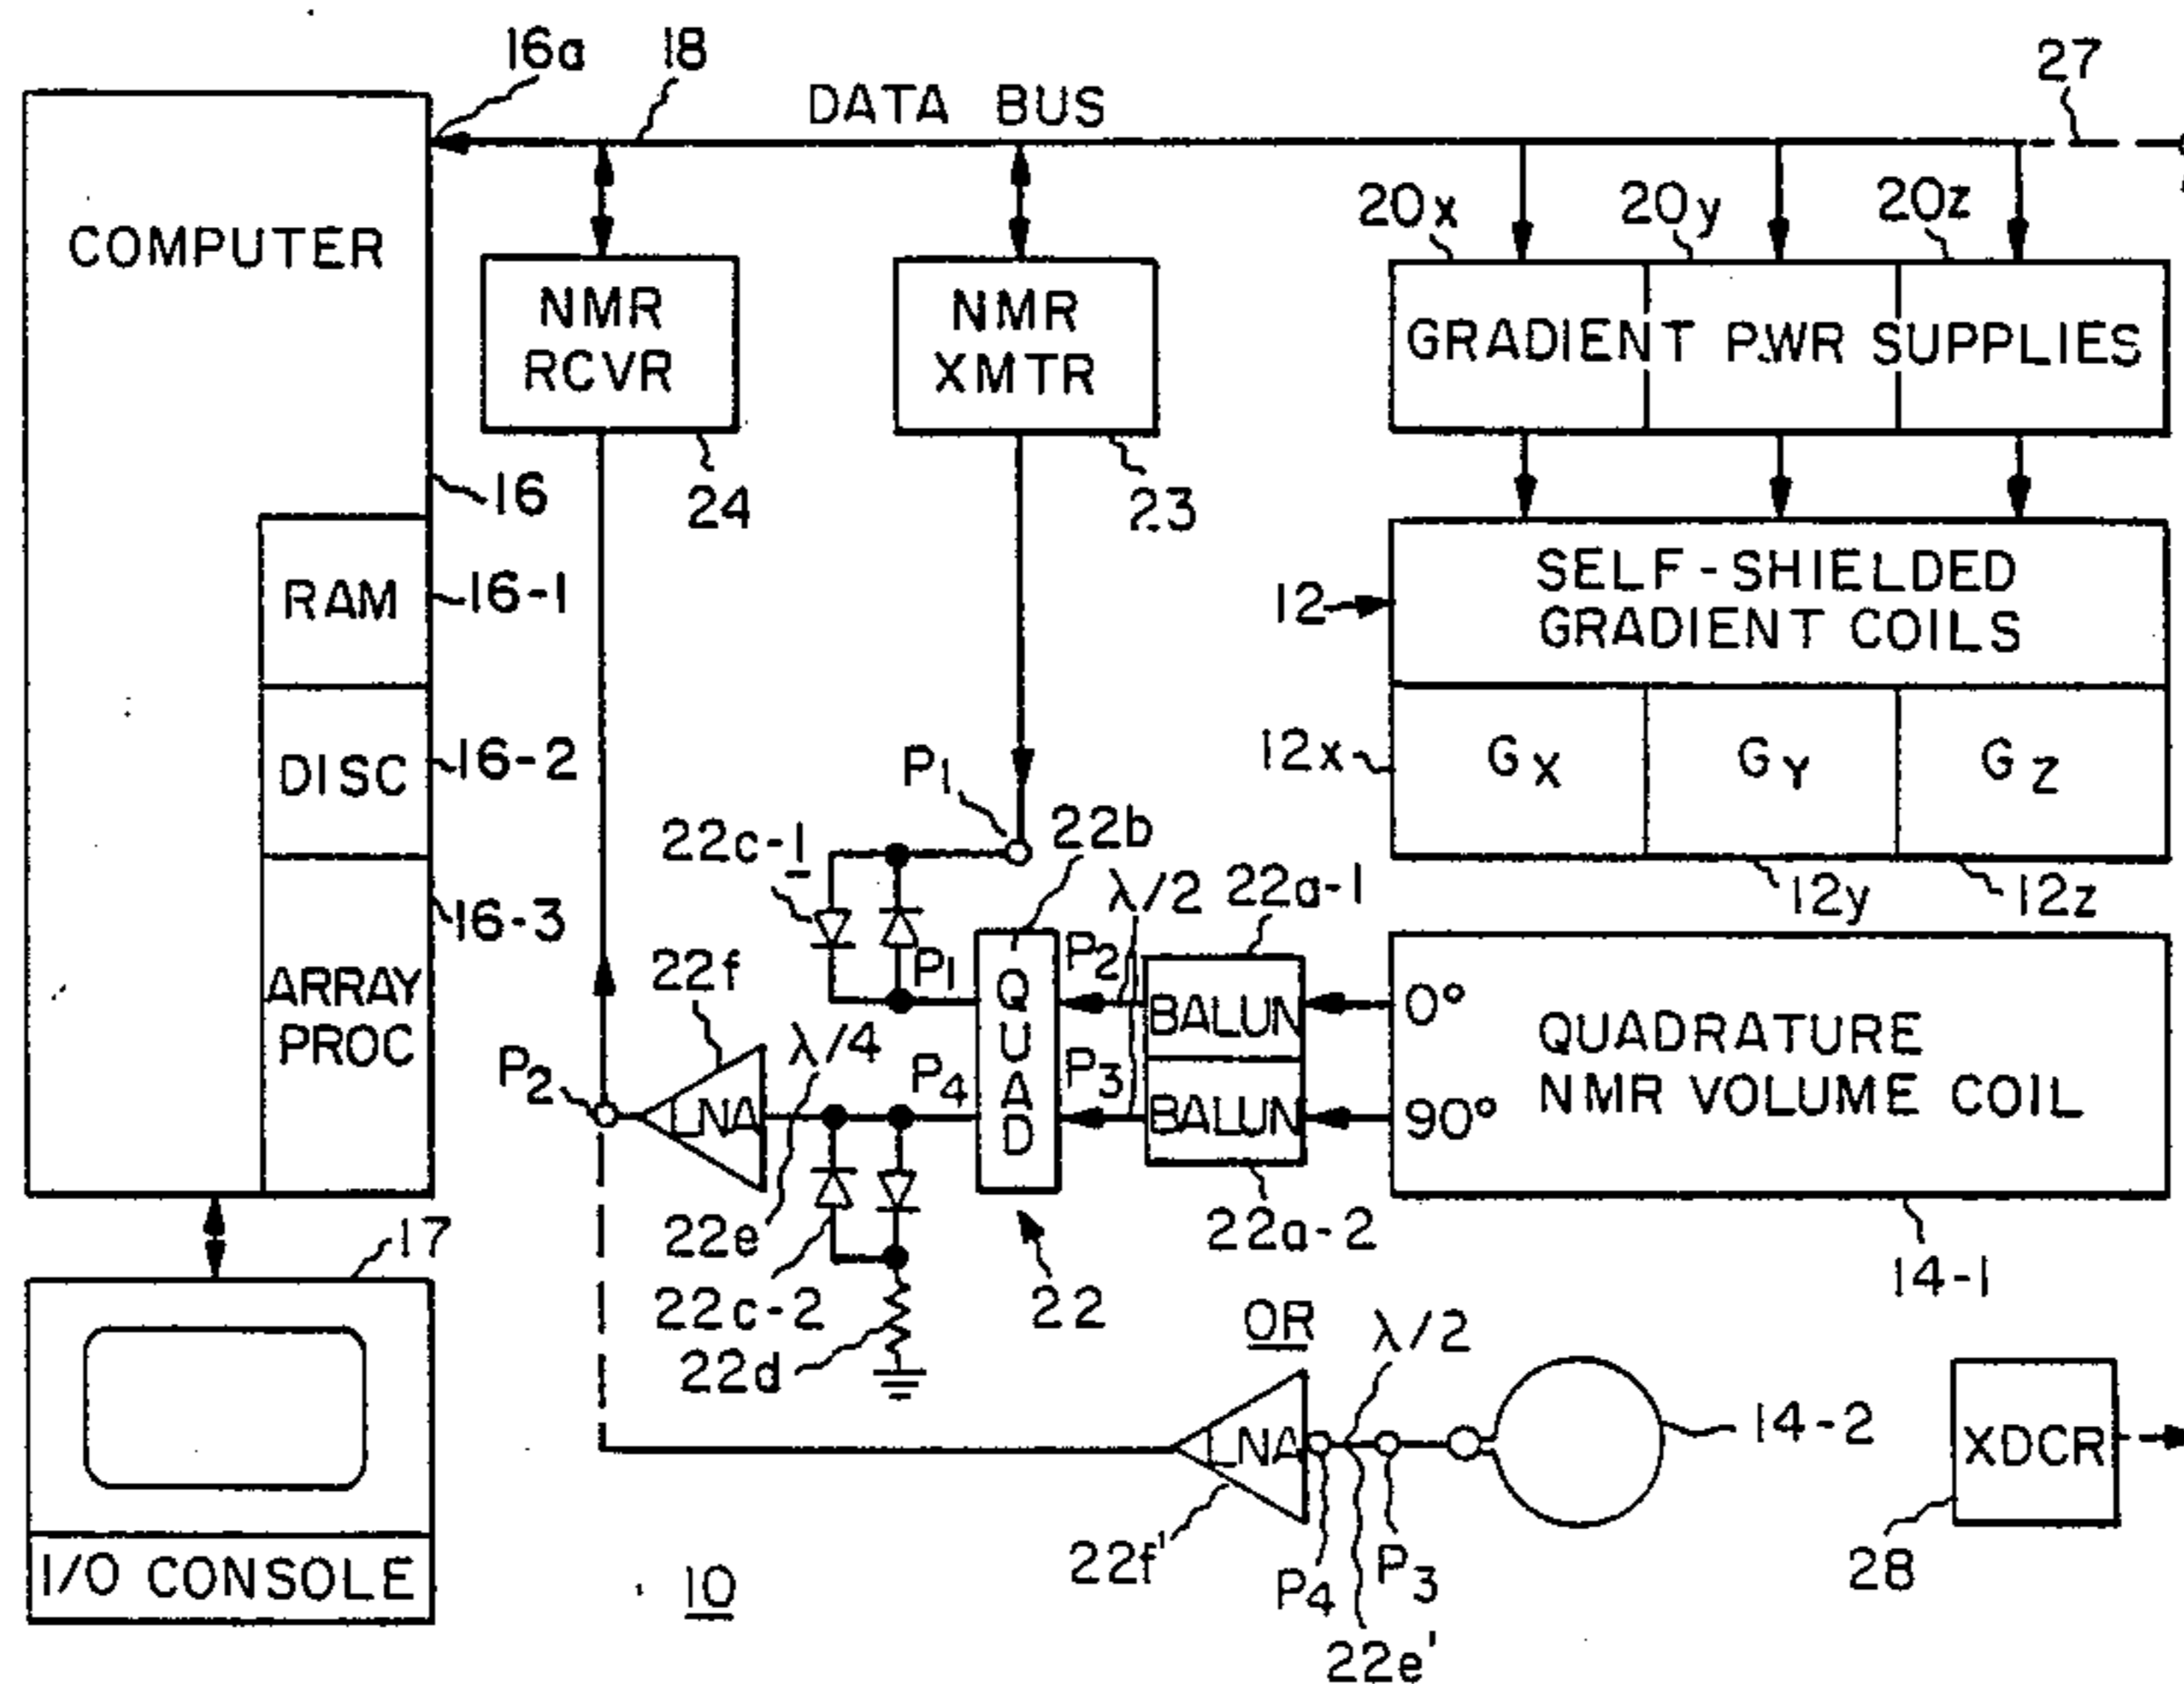 16a
18
DATA BUS
27
COMPUTER
20x
20y
20z
NMR
RCVR
NMR
XMTR
GRADIENT PWR SUPPLIES
16
24
23
RAM
16-1
12
SELF-SHIELDED
GRADIENT COILS
DISC
16-2
P1
12x
GX
GY
GZ
22c-1
22b
λ/2
22a-1
12y
12z
16-3
22f
P1
P2
QUAD
BALUN
0°
ARRAY
PROC
QUADRATURE
NMR VOLUME COIL
P2
λ/4
P4
P3
LNA
BALUN
90°
17
22e
22a-2
22c-2
22
14-1
22d
OR
λ/2
LNA
14-2
XDCR
22f'
P4
P3
28
I/O CONSOLE
10
22e'